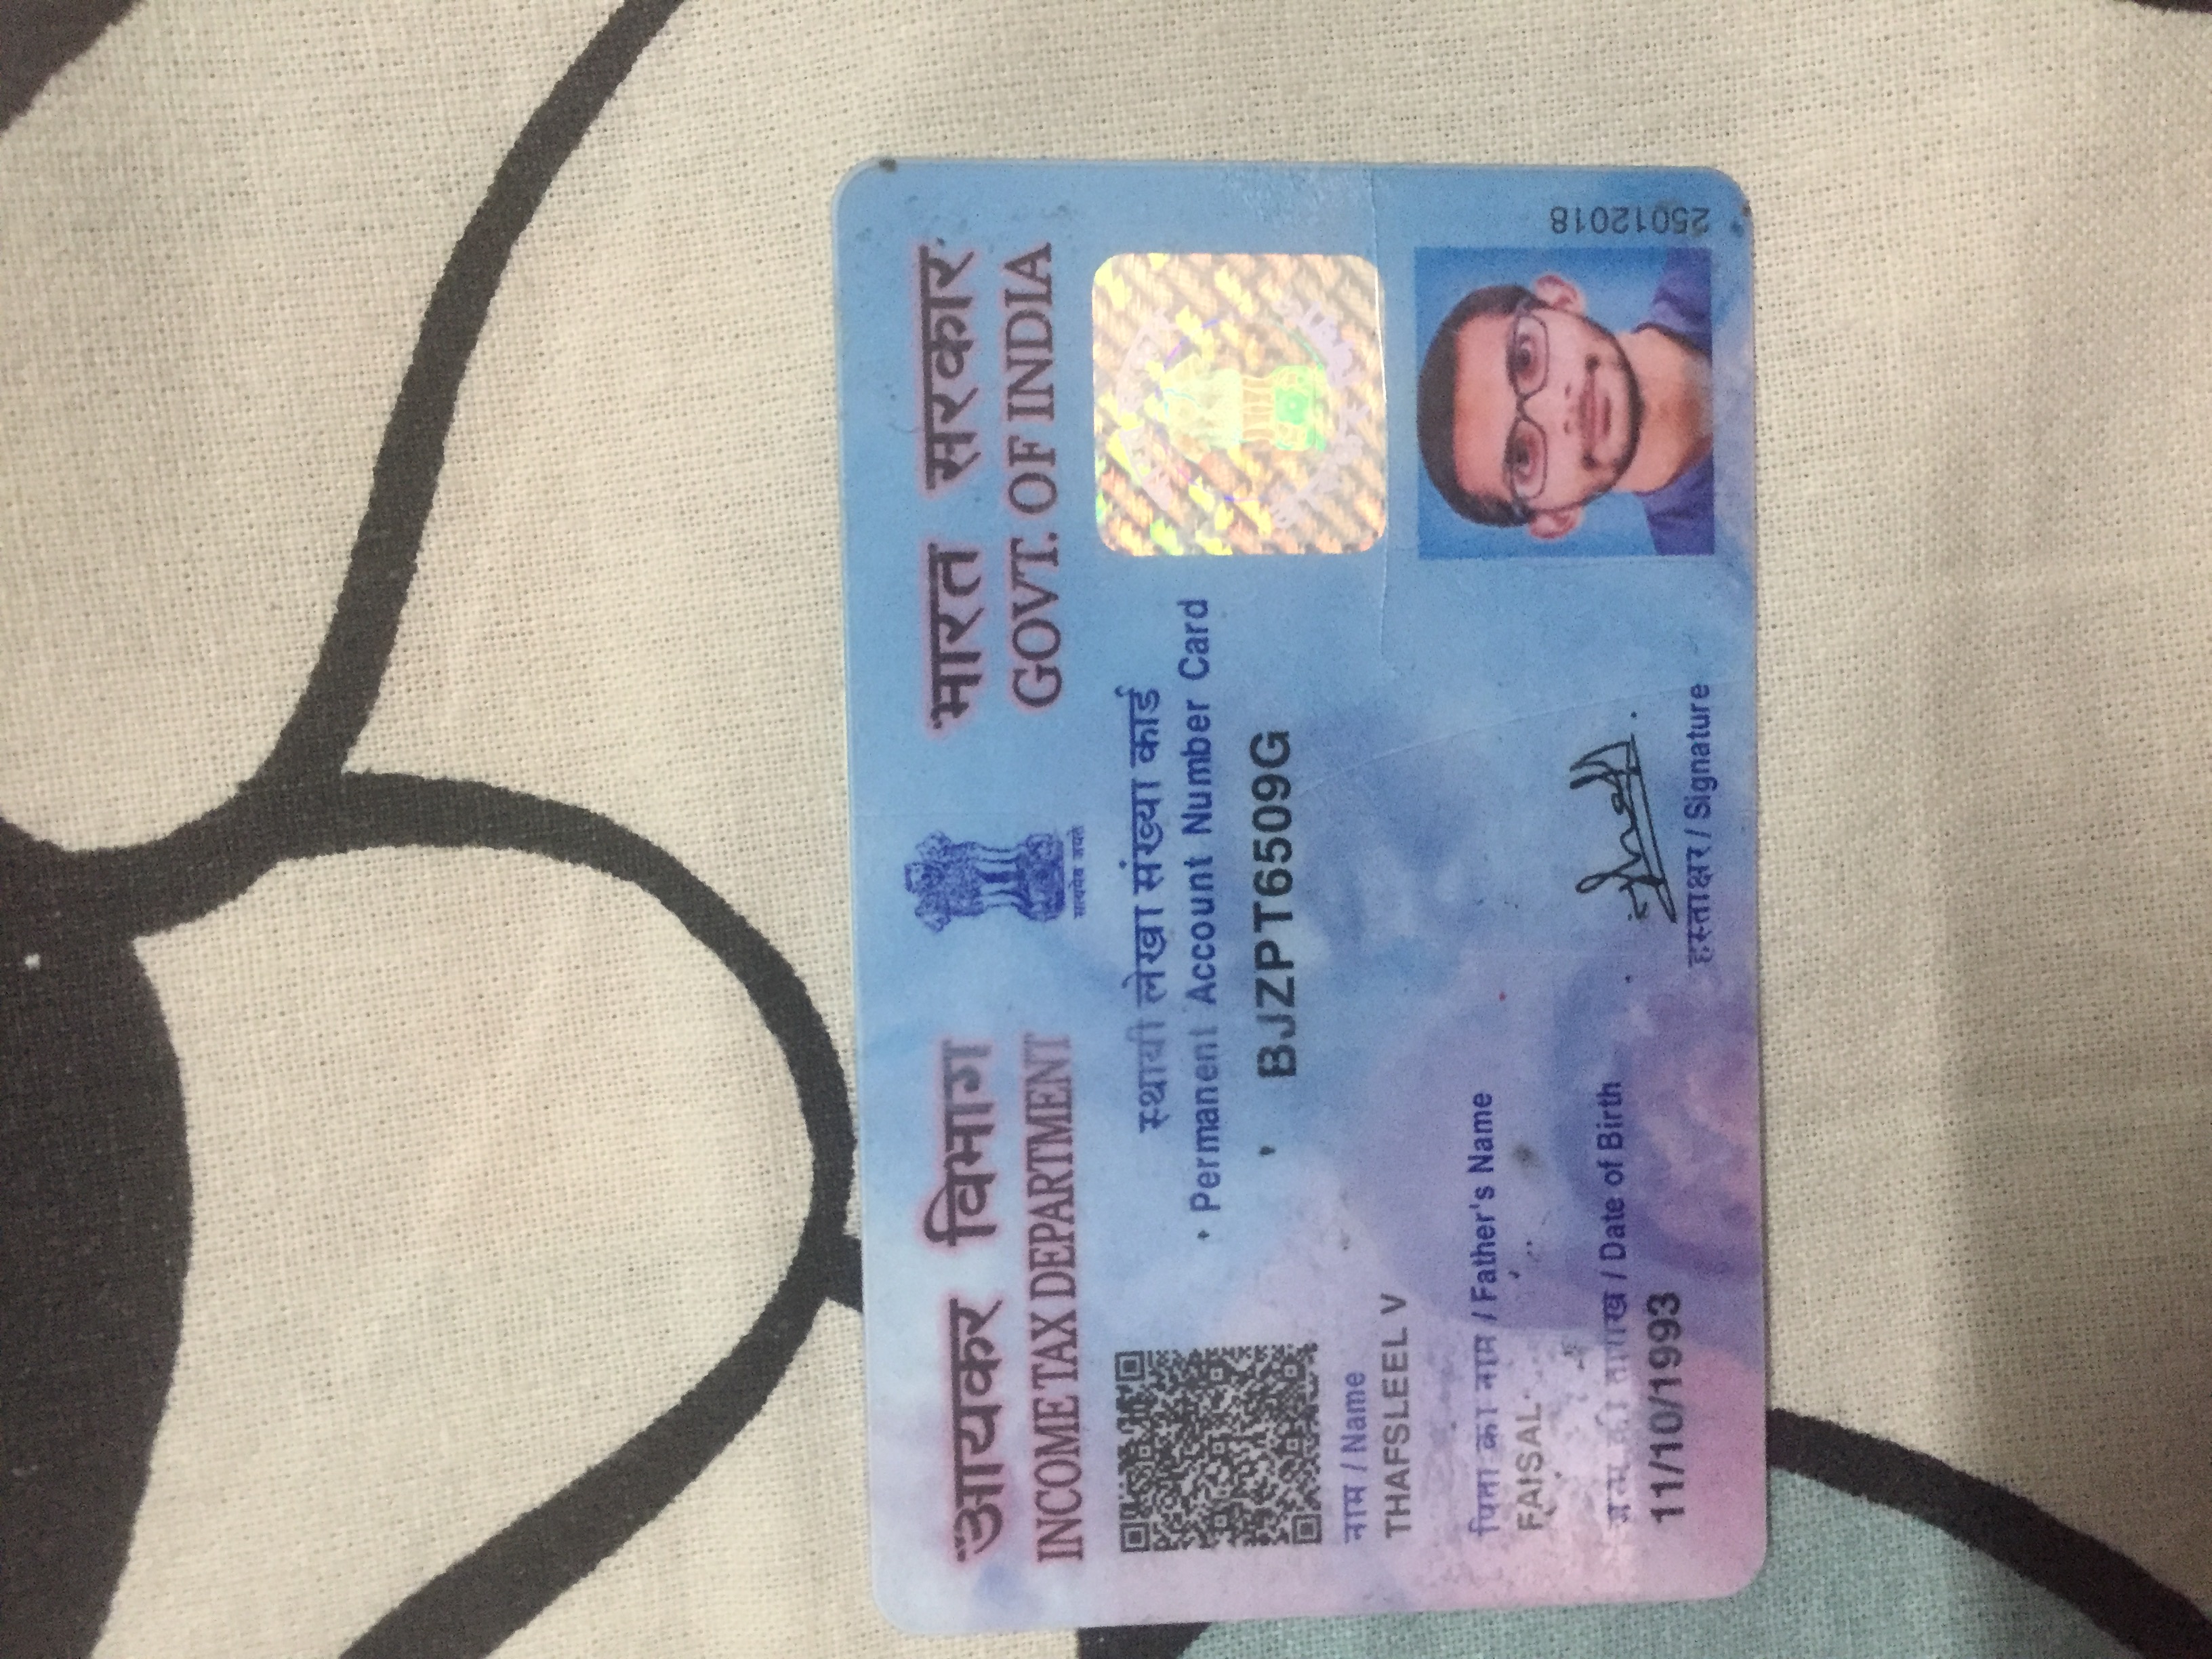 आयकर विभाग
INCOME TAX DEPARTMENT
सत्यमेव जयते
भारत सरकार
GOVT. OF INDIA
स्थायी लेखा संख्या कार्ड
Permanent Account Number Card
BJZPT6509G
नाम / Name
THAFSLEEL V
पिता का नाम / Father's Name
FAISAL
जन्म की तारीख / Date of Birth
11/10/1993
हस्ताक्षर / Signature
25012018